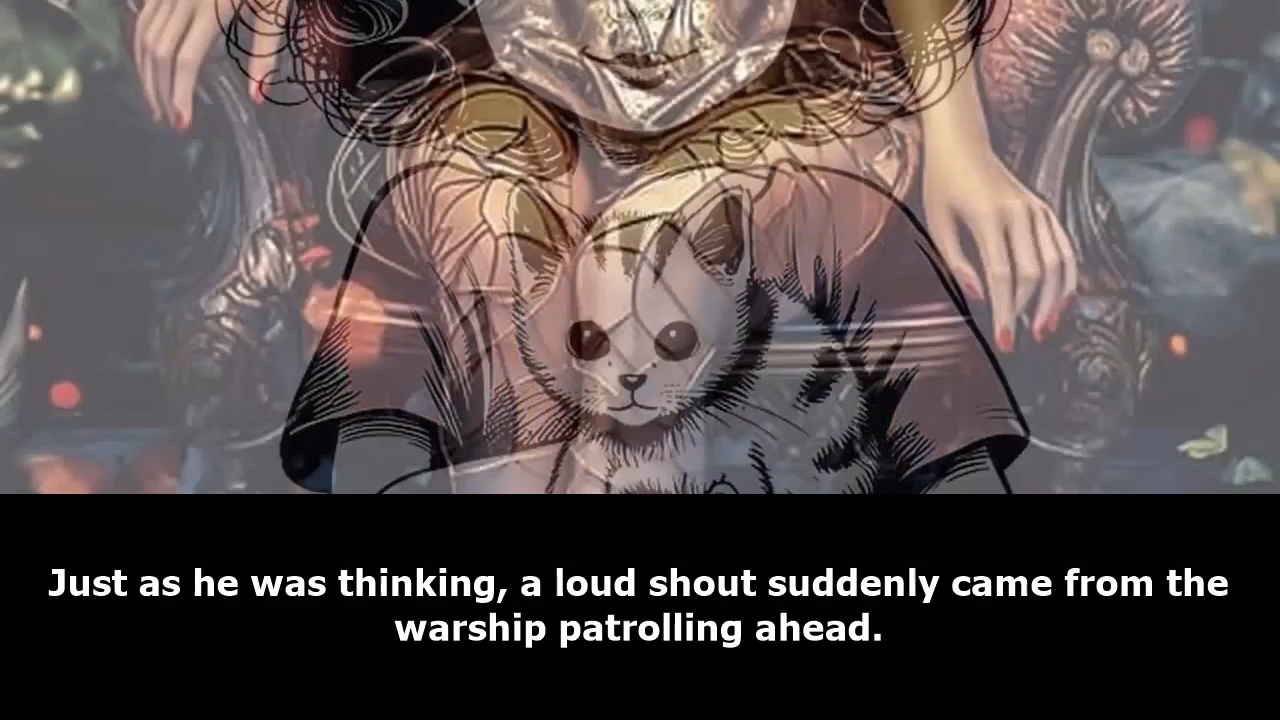 Just as he was thinking, a loud shout suddenly came from the
warship patrolling ahead.